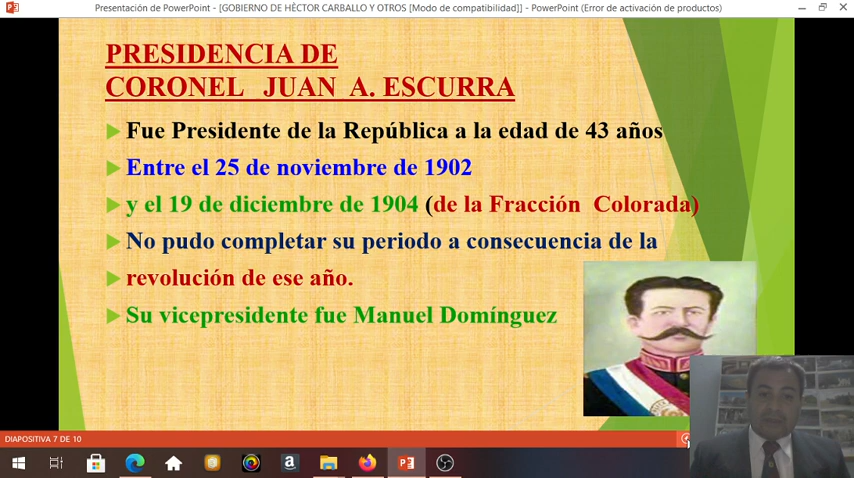 Presentación de PowerPoint - [GOBIERNO DE HÈCTOR CARBALLO Y OTROS [Modo de compatibilidad]] - PowerPoint (Error de activación de productos)
PRESIDENCIA DE
CORONEL JUAN A. ESCURRA
Fue Presidente de la República a la edad de 43 años
Entre el 25 de noviembre de 1902
y el 19 de diciembre de 1904 (de la Fracción Colorada)
No pudo completar su periodo a consecuencia de la
revolución de ese año.
Su vicepresidente fue Manuel Domínguez
DIAPOSITIVA 7 DE 10